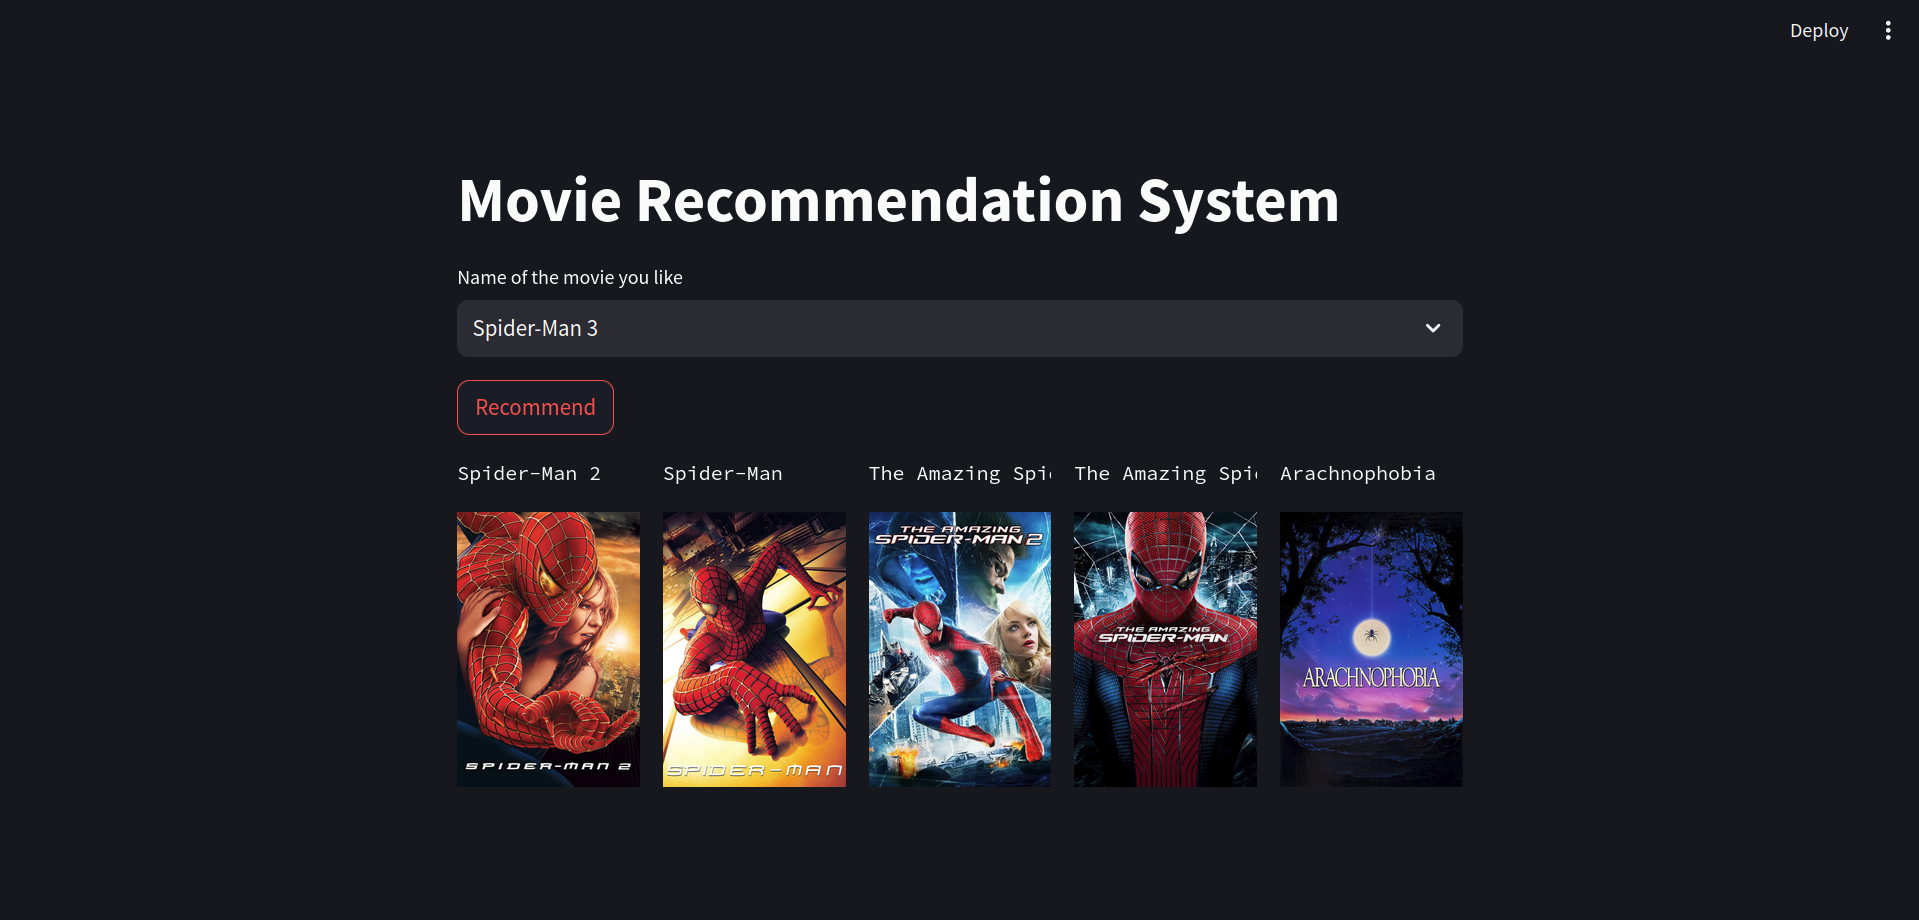 Deploy
Movie Recommendation System
Name of the movie you like
Spider-Man 3
Recommend
Spider-Man 2
Spider-Man
The Amazing Spi
The Amazing Spi
Arachnophobia
SPIDER-MAN 2
SPIDER-MAN
THE AMAZING
SPIDER-MAN 2
THE AMAZING
SPIDER-MAN
ARACHNOPHOBIA